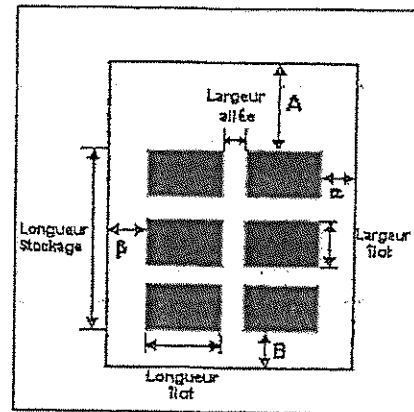 Largeur
allée
A
α
Longueur
Stockage
β
Largeur
îlot
B
Longueur
îlot